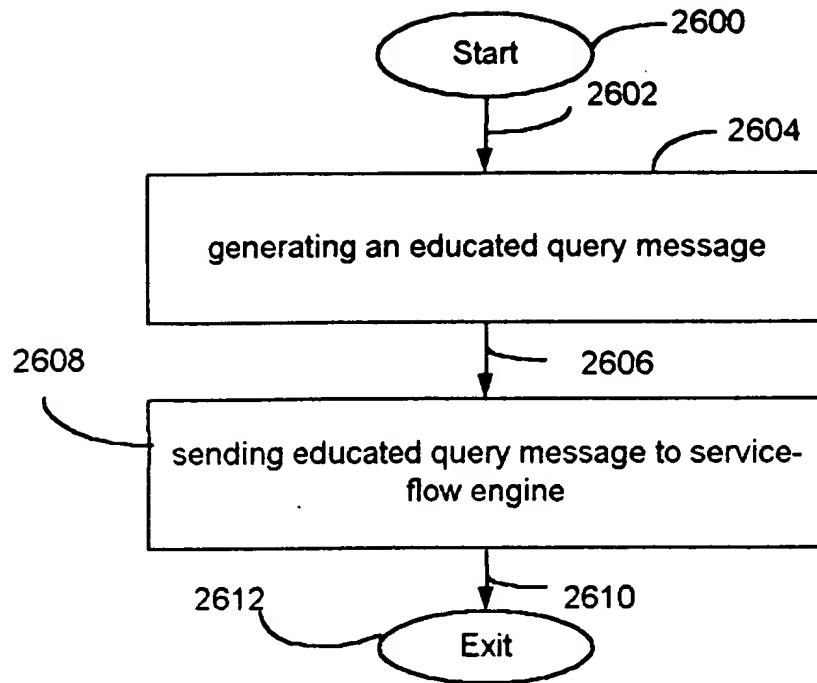 Start
2600
2602
2604
generating an educated query message
2606
2608
sending educated query message to service-
flow engine
2610
2612
Exit